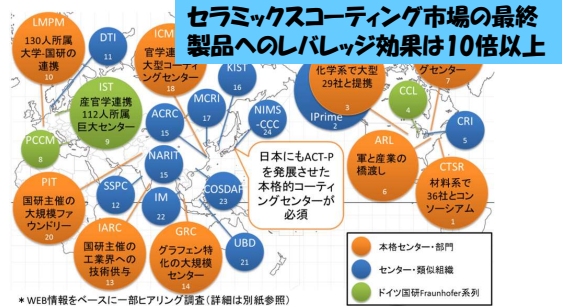 セラミックスコーティング市場の最終
製品へのレバレッジ効果は10倍以上
LMPM
130人所属
大学-国研の
連携
10
DTI
11
ICM
官学連
大型コーティ
ングセンター
18
IST
産官学連携
112人所属
巨大センター
9
PCCM
8
ACRC
15
MCRI
17
KIST
16
NIMS
-CCC
24
IPrime
2
化学系で大型
29社と提携
3
CCL
4
ングセンター
7
CRI
5
ARL
軍と産業の
橋渡し
6
CTSR
材料系で
36社とコン
ソーシアム
1
日本にもACT-P
を発展させた
本格的コーティ
ングセンターが
必須
NARIT
15
PIT
国研主催の
大規模ファ
ウンドリー
20
SSPC
12
IM
22
COSDAF
23
UBD
21
IARC
国研主催の
工業界への
技術供与
13
GRC
グラフェン特
化の大規模
センター
14
本格センター・部門
センター・類似組織
ドイツ国研Fraunhofer系列
*WEB情報をベースに一部ヒアリング調査(詳細は別紙参照)